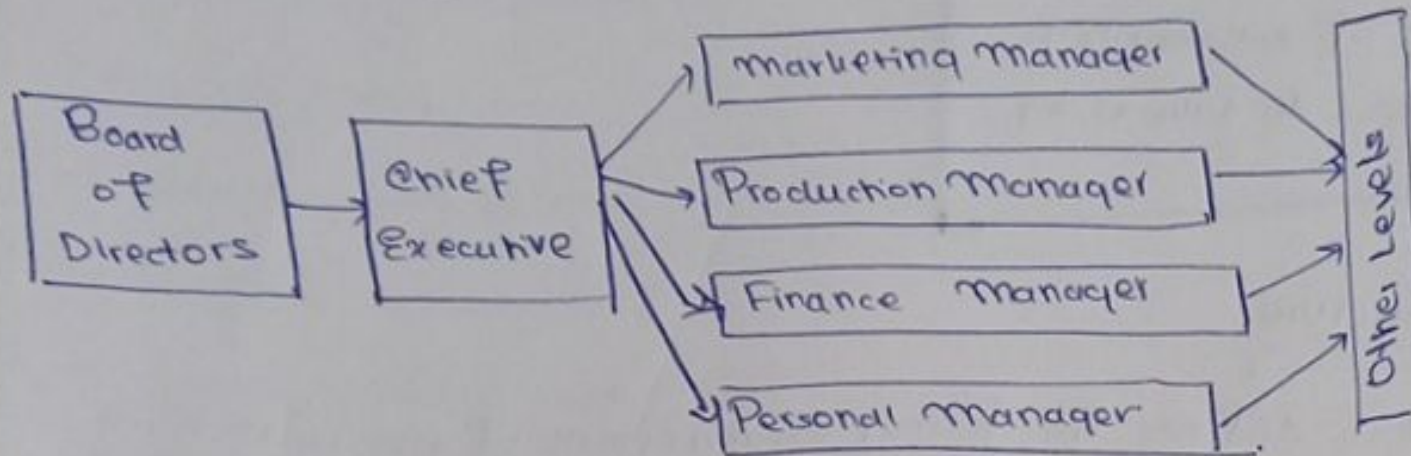 Board
of
Directors
Chief
Executive
Marketing Manager
Production Manager
Finance Manager
Personal Manager
Other Levels